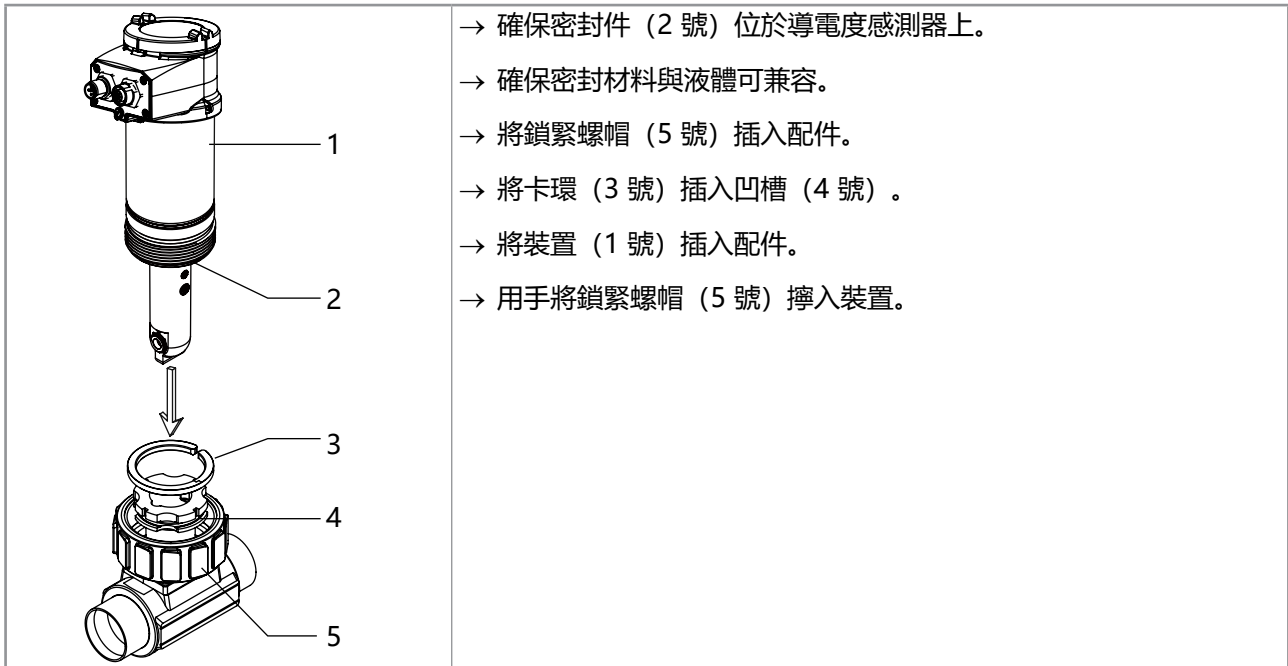 1
2
3
4
5
→ 確保密封件（2 號）位於導電度感測器上。
→ 確保密封材料與液體可兼容。
→ 將鎖緊螺帽（5 號）插入配件。
→ 將卡環（3 號）插入凹槽（4 號）。
→ 將裝置（1 號）插入配件。
→ 用手將鎖緊螺帽（5 號）擰入裝置。